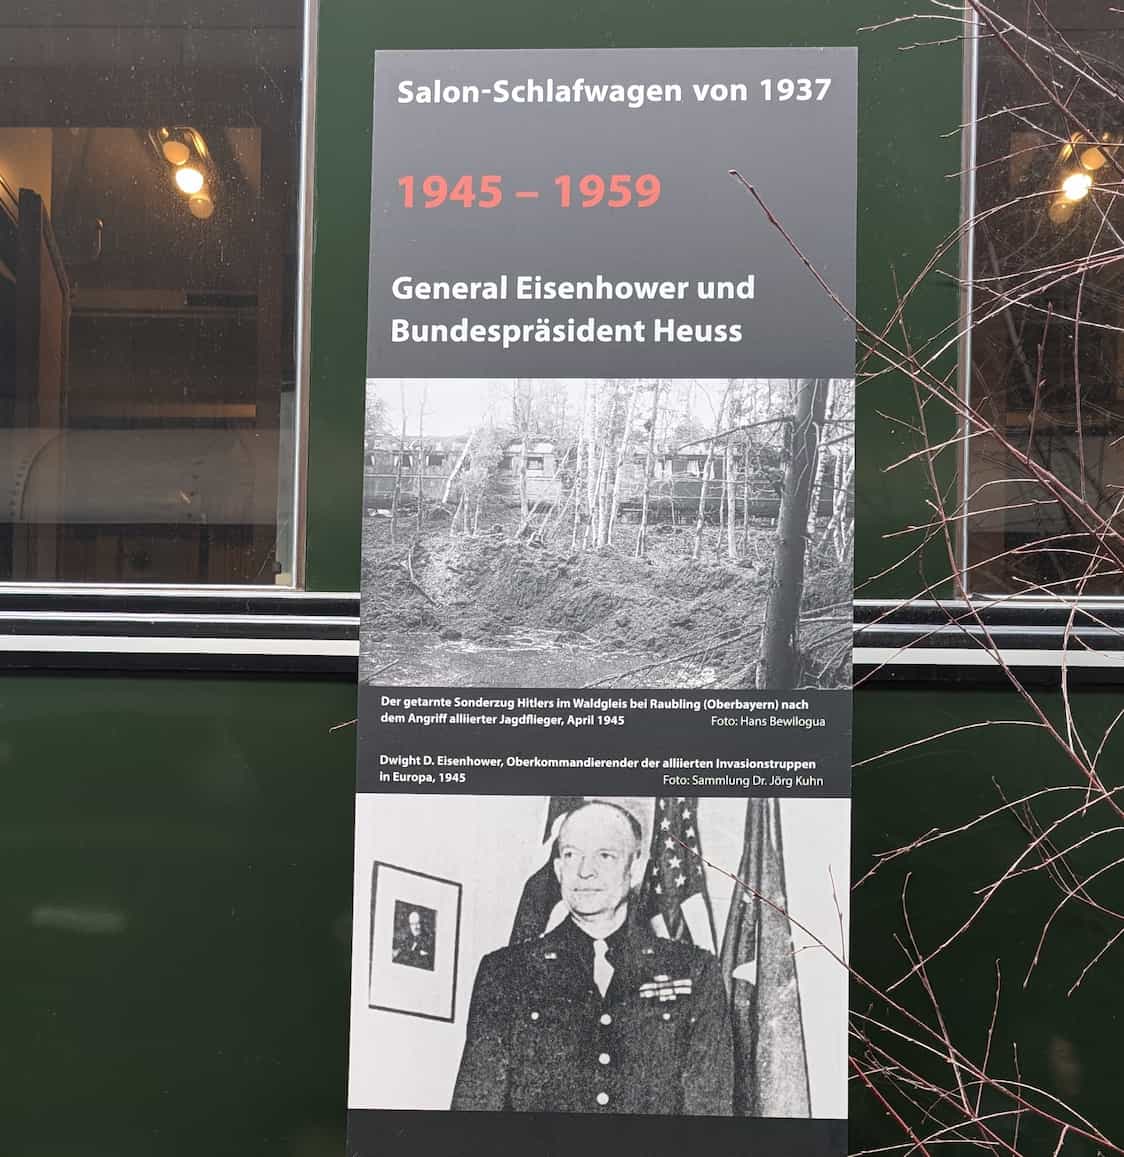 Salon-Schlafwagen von 1937
1945 – 1959
General Eisenhower und
Bundespräsident Heuss
Der getarnte Sonderzug Hitlers im Waldgleis bei Raubling (Oberbayern) nach
dem Angriff alliierter Jagdflieger, April 1945 Foto: Hans Bewilogua
Dwight D. Eisenhower, Oberkommandierender der alliierten Invasionstruppen
in Europa, 1945 Foto: Sammlung Dr. Jörg Kuhn